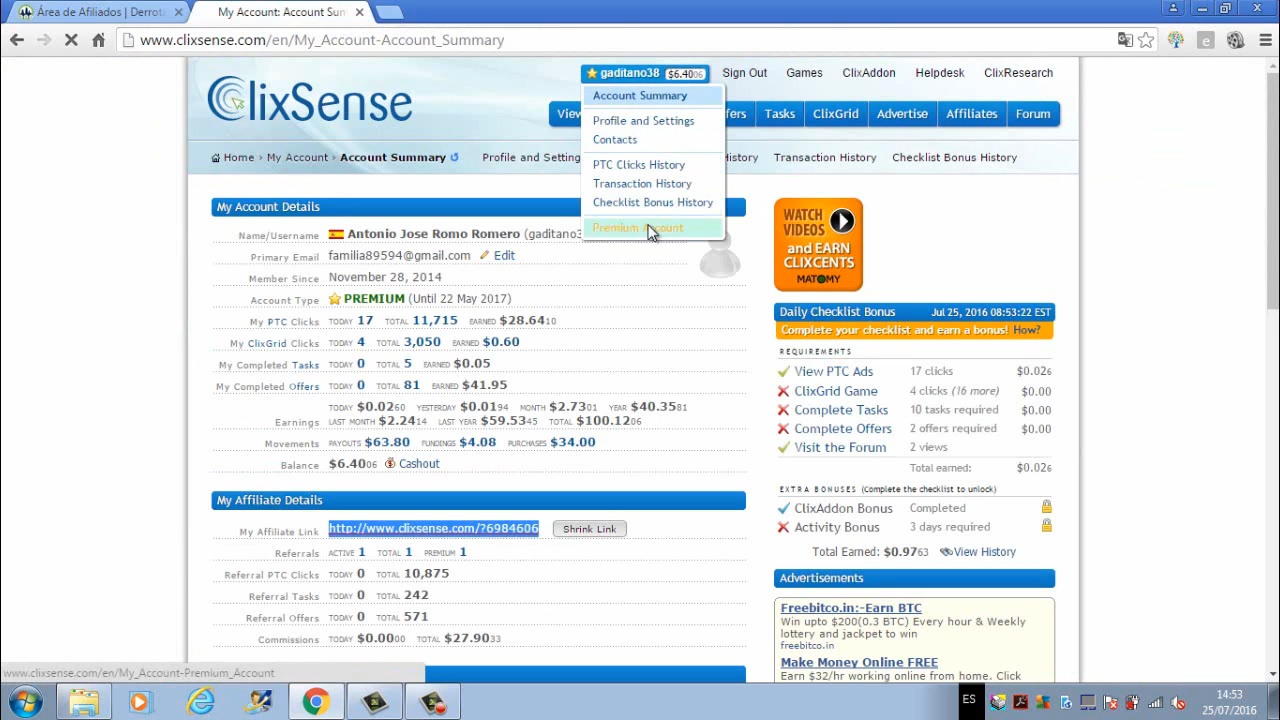 Área de Afiliados | Derrota
My Account: Account Sum
www.clixsense.com/en/My_Account-Account_Summary
ClixSense
gaditano38 $6.4006 Sign Out Games ClixAddon Helpdesk ClixResearch
View fers Tasks ClixGrid Advertise Affiliates Forum
Account Summary
Profile and Settings
Contacts
PTC Clicks History
Transaction History
Checklist Bonus History
Premium Account
Home › My Account › Account Summary Profile and Setting History Transaction History Checklist Bonus History
My Account Details
Name/Username Antonio Jose Romo Romero (gaditano3
Primary Email familia89594@gmail.com Edit
Member Since November 28, 2014
Account Type PREMIUM (Until 22 May 2017)
My PTC Clicks TODAY 17 TOTAL 11,715 EARNED $28.6410
My ClixGrid Clicks TODAY 4 TOTAL 3,050 EARNED $0.60
My Completed Tasks TODAY 0 TOTAL 5 EARNED $0.05
My Completed Offers TODAY 0 TOTAL 81 EARNED $41.95
TODAY $0.0260 YESTERDAY $0.0194 MONTH $2.7301 YEAR $40.3581
Earnings LAST MONTH $2.2414 LAST YEAR $59.5345 TOTAL $100.1206
Movements PAYOUTS $63.80 FUNDINGS $4.08 PURCHASES $34.00
Balance $6.4006 Cashout
My Affiliate Details
My Affiliate Link http://www.clixsense.com/?6984606 Shrink Link
Referrals ACTIVE 1 TOTAL 1 PREMIUM 1
Referral PTC Clicks TODAY 0 TOTAL 10,875
Referral Tasks TODAY 0 TOTAL 242
Referral Offers TODAY 0 TOTAL 571
Commissions TODAY $0.0000 TOTAL $27.9033
WATCH
VIDEOS
and EARN
CLIXCENTS
MATOMY
Daily Checklist Bonus Jul 25, 2016 08:53:22 EST
Complete your checklist and earn a bonus! How?
REQUIREMENTS
View PTC Ads 17 clicks $0.026
ClixGrid Game 4 clicks (16 more) $0.00
Complete Tasks 10 tasks required $0.00
Complete Offers 2 offers required $0.00
Visit the Forum 2 views
Total earned: $0.026
EXTRA BONUSES (Complete the checklist to unlock)
ClixAddon Bonus Completed
Activity Bonus 3 days required
Total Earned: $0.9763 View History
Advertisements
Freebitco.in:-Earn BTC
Win upto $200(0.3 BTC) Every hour & Weekly
lottery and jackpet to win
freebitco.in
Make Money Online FREE
Earn $32/hr working online from home. Click
www.clixsense.com/en/My_Account-Premium_Account
ES
14:53
25/07/2016